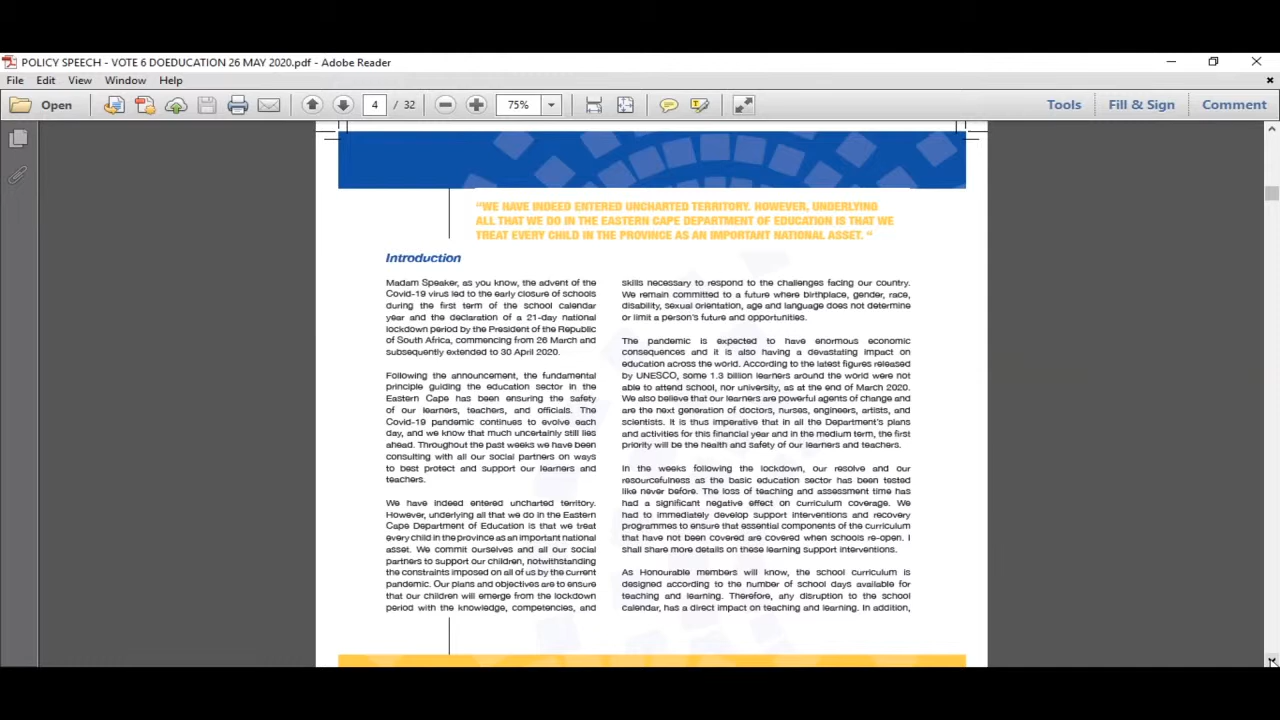 POLICY SPEECH - VOTE 6 DOEDUCATION 26 MAY 2020.pdf - Adobe Reader
File Edit View Window Help
Open 4 / 32 75% Tools Fill & Sign Comment
"WE HAVE INDEED ENTERED UNCHARTED TERRITORY. HOWEVER, UNDERLYING
ALL THAT WE DO IN THE EASTERN CAPE DEPARTMENT OF EDUCATION IS THAT WE
TREAT EVERY CHILD IN THE PROVINCE AS AN IMPORTANT NATIONAL ASSET. "
Introduction
Madam Speaker, as you know, the advent of the
Covid-19 virus led to the early closure of schools
during the first term of the school calendar
year and the declaration of a 21-day national
lockdown period by the President of the Republic
of South Africa, commencing from 26 March and
subsequently extended to 30 April 2020.
Following the announcement, the fundamental
principle guiding the education sector in the
Eastern Cape has been ensuring the safety
of our learners, teachers, and officials. The
Covid-19 pandemic continues to evolve each
day, and we know that much uncertainly still lies
ahead. Throughout the past weeks we have been
consulting with all our social partners on ways
to best protect and support our learners and
teachers.
We have indeed entered uncharted territory.
However, underlying all that we do in the Eastern
Cape Department of Education is that we treat
every child in the province as an important national
asset. We commit ourselves and all our social
partners to support our children, notwithstanding
the constraints imposed on all of us by the current
pandemic. Our plans and objectives are to ensure
that our children will emerge from the lockdown
period with the knowledge, competencies, and
skills necessary to respond to the challenges facing our country.
We remain committed to a future where birthplace, gender, race,
disability, sexual orientation, age and language does not determine
or limit a person's future and opportunities.
The pandemic is expected to have enormous economic
consequences and it is also having a devastating impact on
education across the world. According to the latest figures released
by UNESCO, some 1.3 billion learners around the world were not
able to attend school, nor university, as at the end of March 2020.
We also believe that our learners are powerful agents of change and
are the next generation of doctors, nurses, engineers, artists, and
scientists. It is thus imperative that in all the Department's plans
and activities for this financial year and in the medium term, the first
priority will be the health and safety of our learners and teachers.
In the weeks following the lockdown, our resolve and our
resourcefulness as the basic education sector has been tested
like never before. The loss of teaching and assessment time has
had a significant negative effect on curriculum coverage. We
had to immediately develop support interventions and recovery
programmes to ensure that essential components of the curriculum
that have not been covered are covered when schools re-open. I
shall share more details on these learning support interventions.
As Honourable members will know, the school curriculum is
designed according to the number of school days available for
teaching and learning. Therefore, any disruption to the school
calendar, has a direct impact on teaching and learning. In addition,